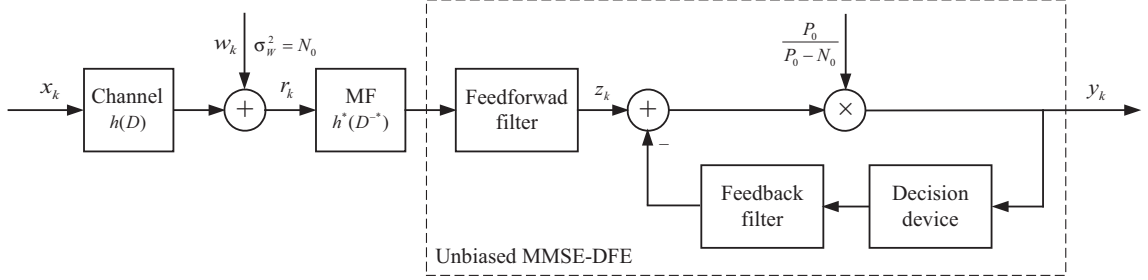 x_k
Channel
h(D)
w_k σ_W^2 = N_0
+
r_k
MF
h^*(D^{-*})
Feedforwad
filter
z_k
+
−
P_0
P_0 − N_0
×
y_k
Feedback
filter
Decision
device
Unbiased MMSE-DFE